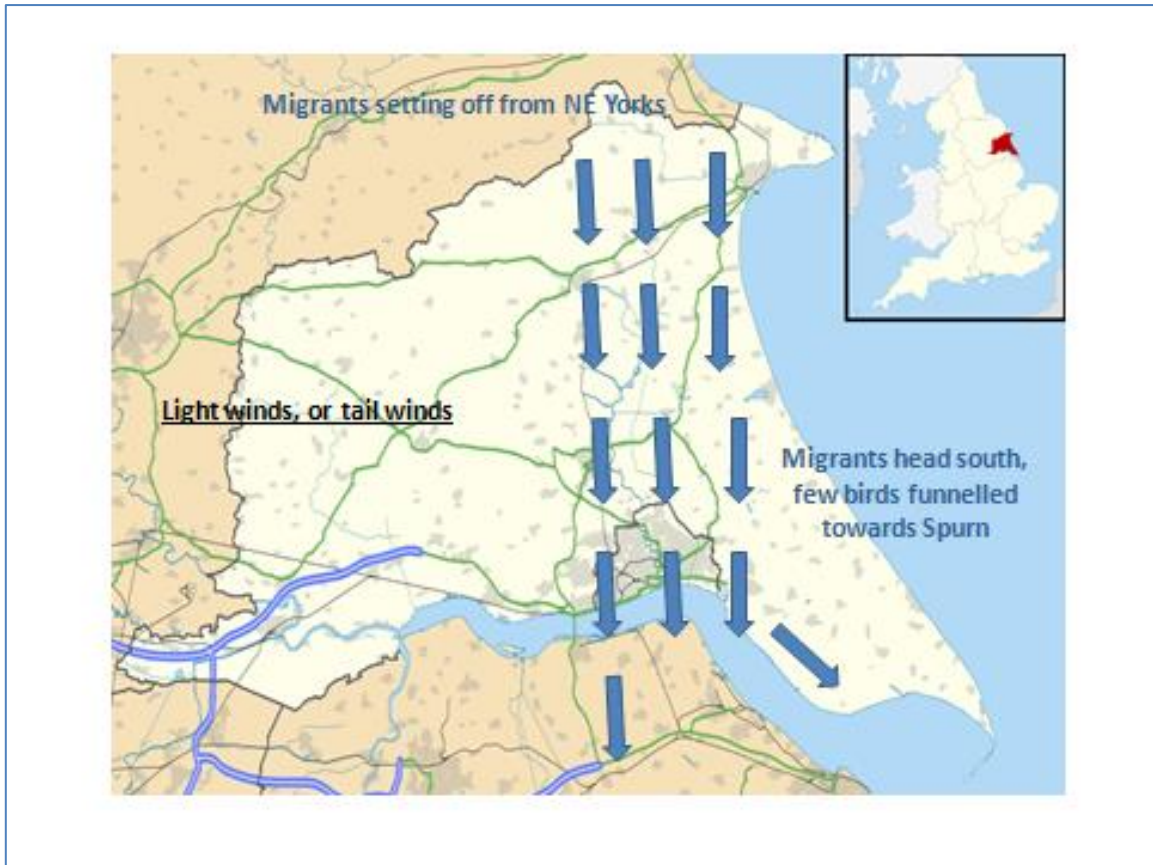 Migrants setting off from NE Yorks
Light winds, or tail winds
Migrants head south,
few birds funnelled
towards Spurn